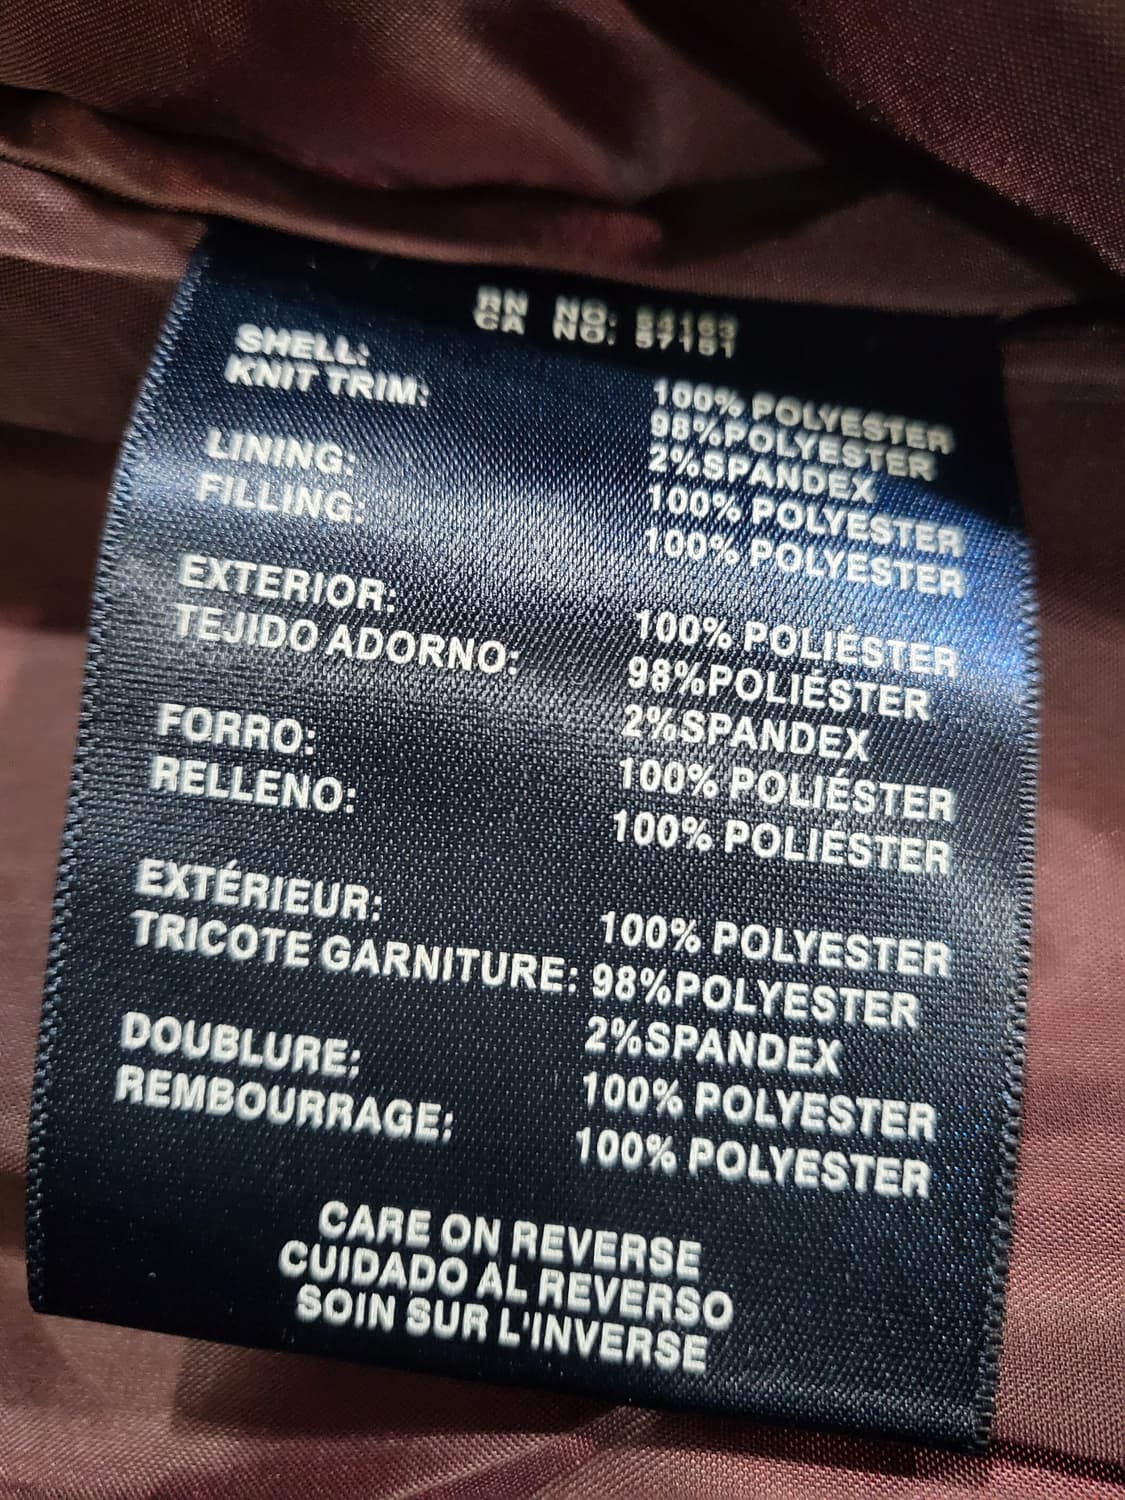 RN NO:
CA NO: 57151
SHELL: 100% POLYESTER
KNIT TRIM: 98%POLYESTER
2%SPANDEX
LINING: 100% POLYESTER
FILLING: 100% POLYESTER
EXTERIOR: 100% POLIÉSTER
TEJIDO ADORNO: 98%POLIÉSTER
2%SPANDEX
FORRO: 100% POLIÉSTER
RELLENO: 100% POLIÉSTER
EXTÉRIEUR: 100% POLYESTER
TRICOTE GARNITURE: 98%POLYESTER
2%SPANDEX
DOUBLURE: 100% POLYESTER
REMBOURRAGE: 100% POLYESTER
CARE ON REVERSE
CUIDADO AL REVERSO
SOIN SUR L'INVERSE